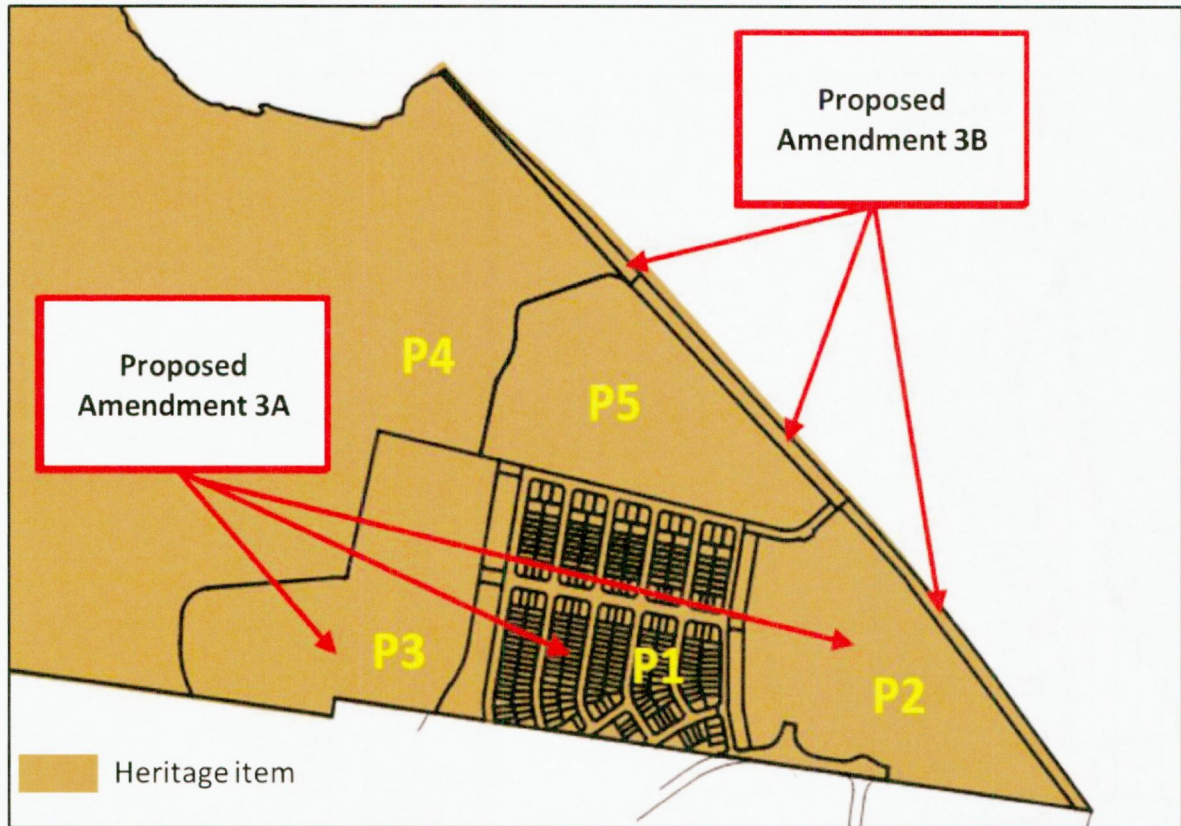 Proposed
Amendment 3B
Proposed
Amendment 3A
P4
P5
P3
P1
P2
Heritage item